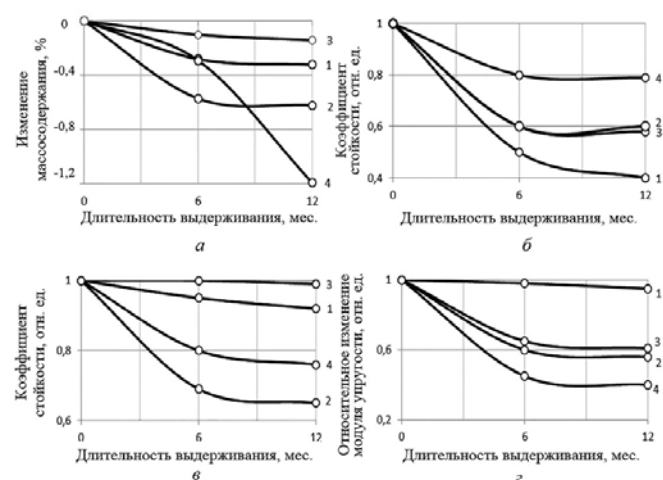 Изменение
массосодержания, %
0
-0,4
-0,8
-1,2
3
1
2
4
0
6
12
Длительность выдерживания, мес.
а
Коэффициент
стойкости, отн. ед.
1
0,8
0,6
0,4
4
2
3
1
0
6
12
Длительность выдерживания, мес.
б
Коэффициент
стойкости, отн. ед.
1
0,8
0,6
3
1
4
2
0
6
12
Длительность выдерживания, мес.
в
Относительное изменение
модуля упругости, отн. ед.
1
0,6
0,2
1
3
2
4
0
6
12
Длительность выдерживания, мес.
г